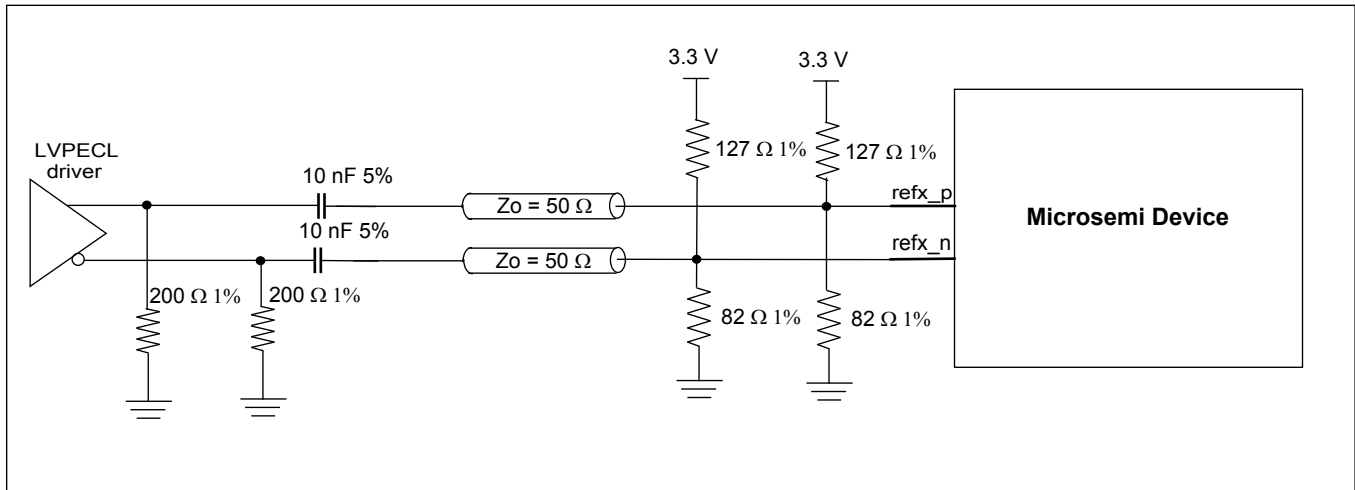 3.3 V
3.3 V
LVPECL
driver
127 Ω 1%
127 Ω 1%
10 nF 5%
Zo = 50 Ω
refx_p
Microsemi Device
10 nF 5%
Zo = 50 Ω
refx_n
200 Ω 1%
200 Ω 1%
82 Ω 1%
82 Ω 1%